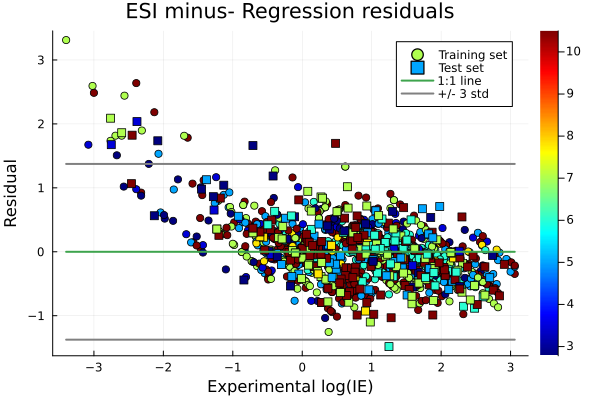 ESI minus- Regression residuals
Residual
3
2
1
0
−1
Training set
Test set
1:1 line
+/- 3 std
10
9
8
7
6
5
4
3
−3
−2
−1
0
1
2
3
Experimental log(IE)